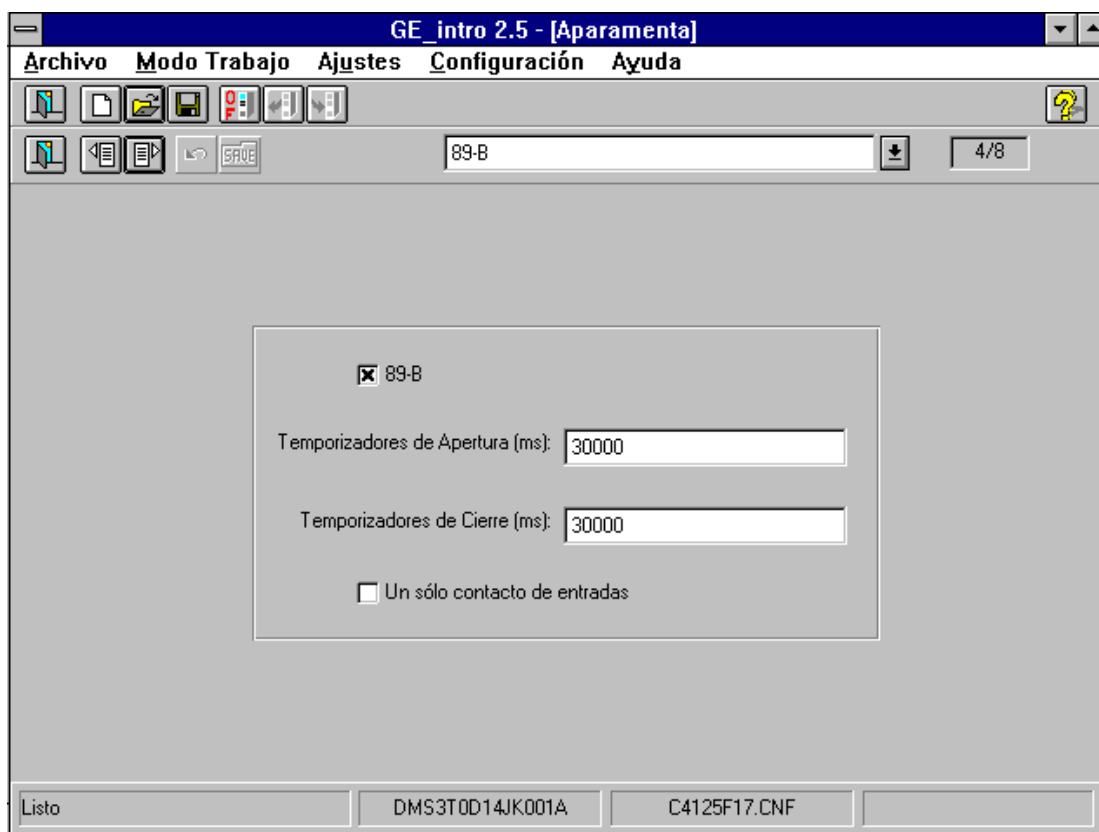 GE_intro 2.5 - [Aparamenta]
Archivo Modo Trabajo Ajustes Configuración Ayuda
O
F
SAVE 89-B 4/8
89-B
Temporizadores de Apertura (ms): 30000
Temporizadores de Cierre (ms): 30000
Un sólo contacto de entradas
Listo DMS3T0D14JK001A C4125F17.CNF